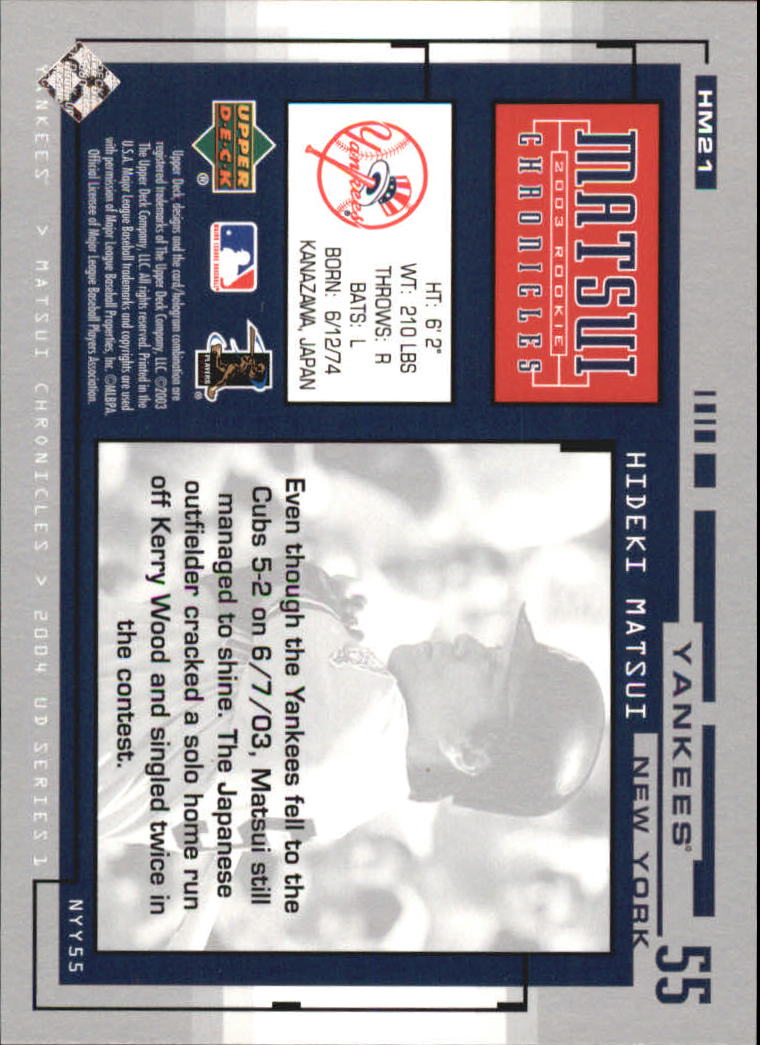 HM21
YANKEES®
55
HIDEKI MATSUI
NEW YORK
MATSUI
2003 ROOKIE
CHRONICLES
Yankees®
HT: 6' 2"
WT: 210 LBS
THROWS: R
BATS: L
BORN: 6/12/74
KANAZAWA, JAPAN
UPPER
DECK®
MAJOR LEAGUE BASEBALL
PLAYERS
®
Upper Deck, designs and the card/hologram combination are
registered trademarks of The Upper Deck Company, LLC ©2003
The Upper Deck Company, LLC All rights reserved. Printed in the
U.S.A. Major League Baseball trademarks and copyrights are used
with permission of Major League Baseball Properties, Inc. ©MLBPA
Official Licensee of Major League Baseball Players Association.
Even though the Yankees fell to the
Cubs 5-2 on 6/7/03, Matsui still
managed to shine. The Japanese
outfielder cracked a solo home run
off Kerry Wood and singled twice in
the contest.
NYY55
YANKEES > MATSUI CHRONICLES > 2004 UD SERIES 1